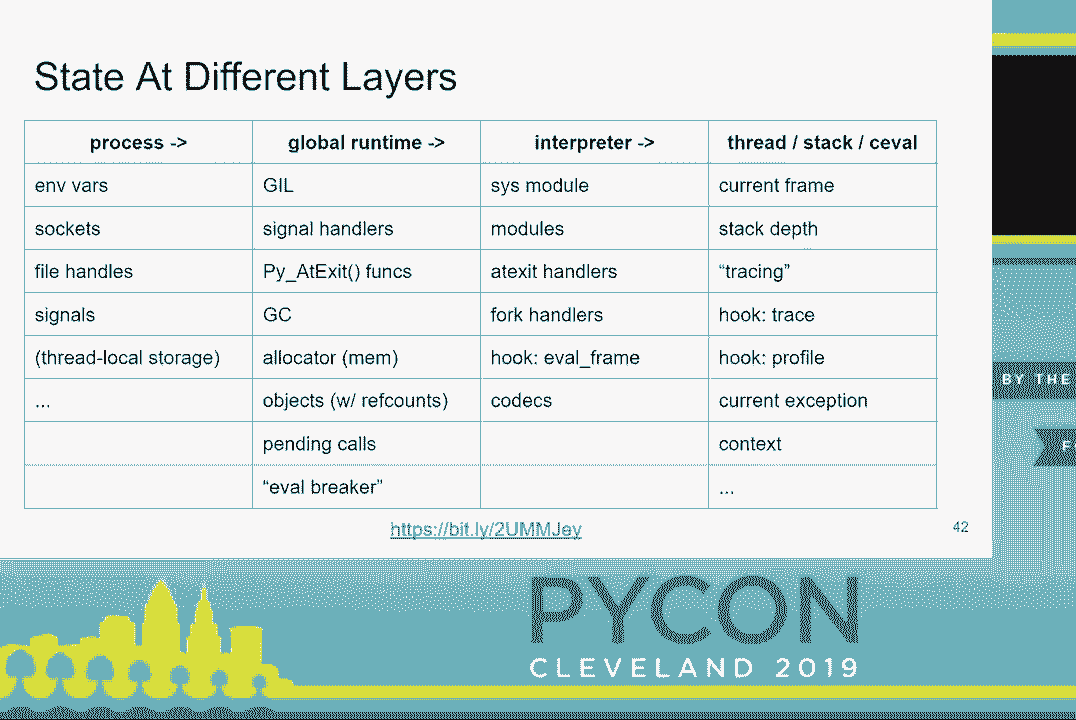 State At Different Layers
process -> global runtime -> interpreter -> thread / stack / ceval
env vars GIL sys module current frame
sockets signal handlers modules stack depth
file handles Py_AtExit() funcs atexit handlers “tracing”
signals GC fork handlers hook: trace
(thread-local storage) allocator (mem) hook: eval_frame hook: profile
... objects (w/ refcounts) codecs current exception
pending calls context
“eval breaker” ...
https://bit.ly/2UMMJey
42
BY THE
PYCON
CLEVELAND 2019